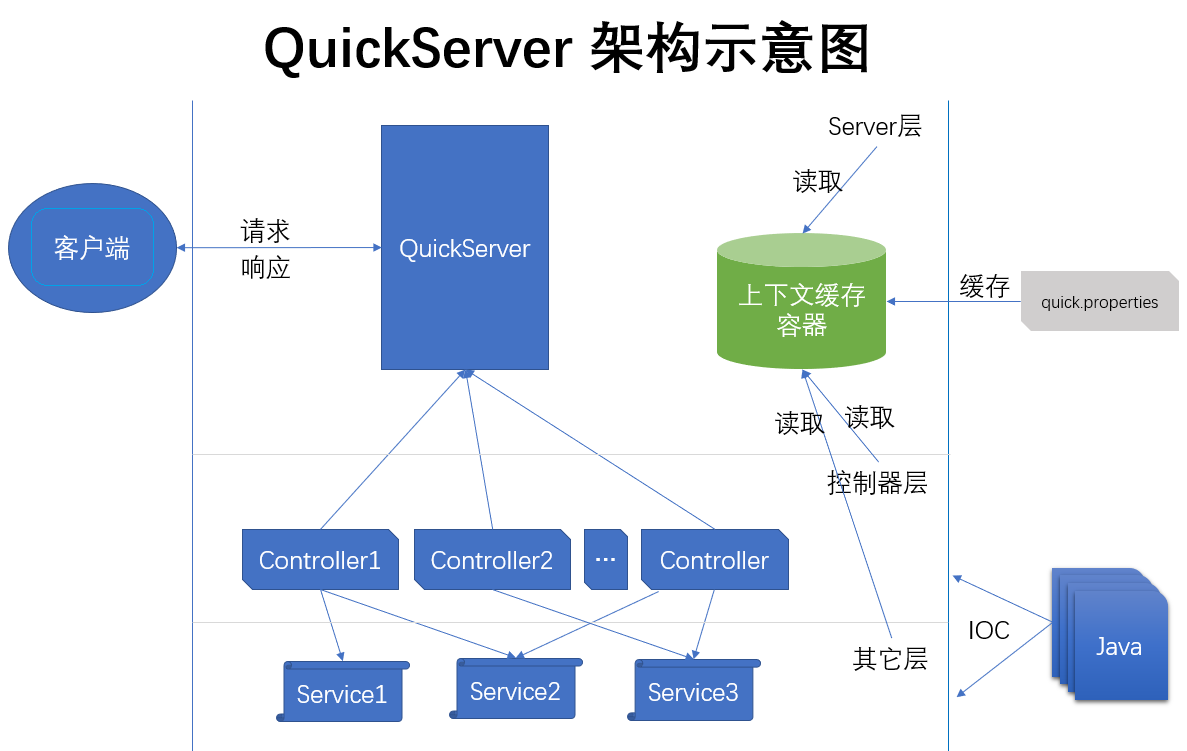 QuickServer 架构示意图
Server层
读取
客户端
请求
响应
QuickServer
上下文缓存
容器
缓存
quick.properties
读取
读取
控制器层
Controller1
Controller2
...
Controller
IOC
Java
其它层
Service1
Service2
Service3